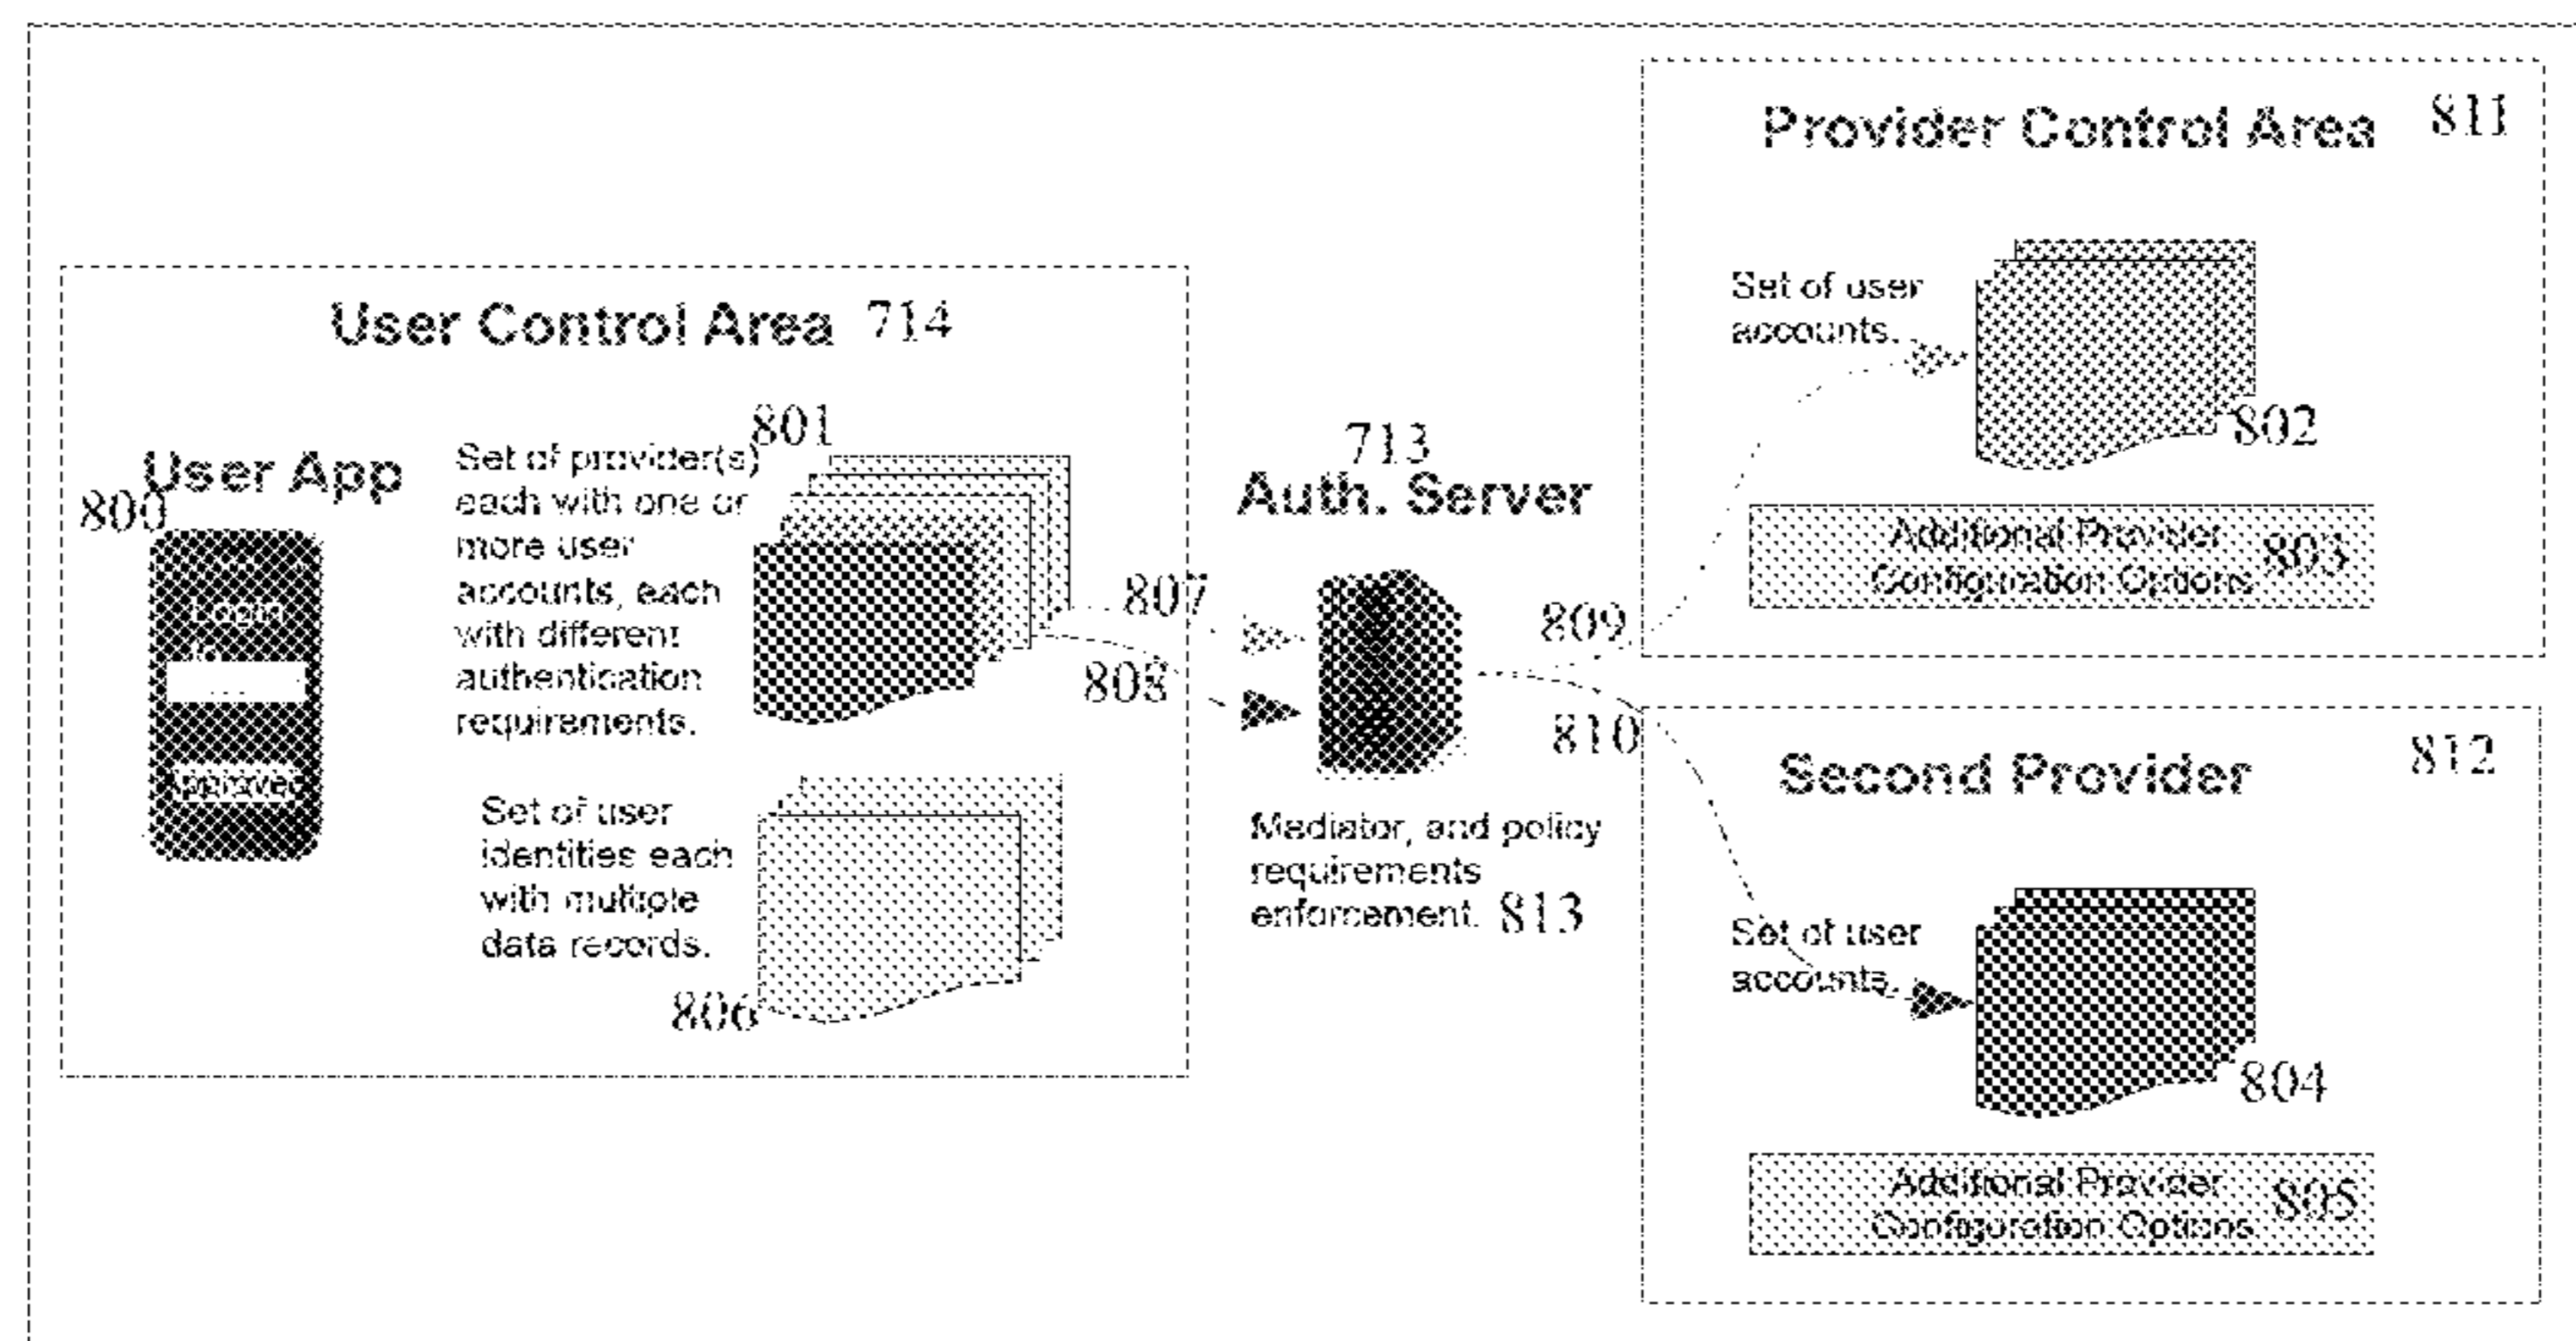 Provider Control Area 811
Set of user
accounts.
802
Additional Provider
Configuration Options 803
User Control Area 714
User App
800
Login
Approve
801
Set of provider(s)
each with one or
more user
accounts, each
with different
authentication
requirements.
Set of user
identities each
with multiple
data records.
806
807
808
713
Auth. Server
Mediator, and policy
requirements
enforcement. 813
809
810
Second Provider 812
Set of user
accounts.
804
Additional Provider
Configuration Options 805